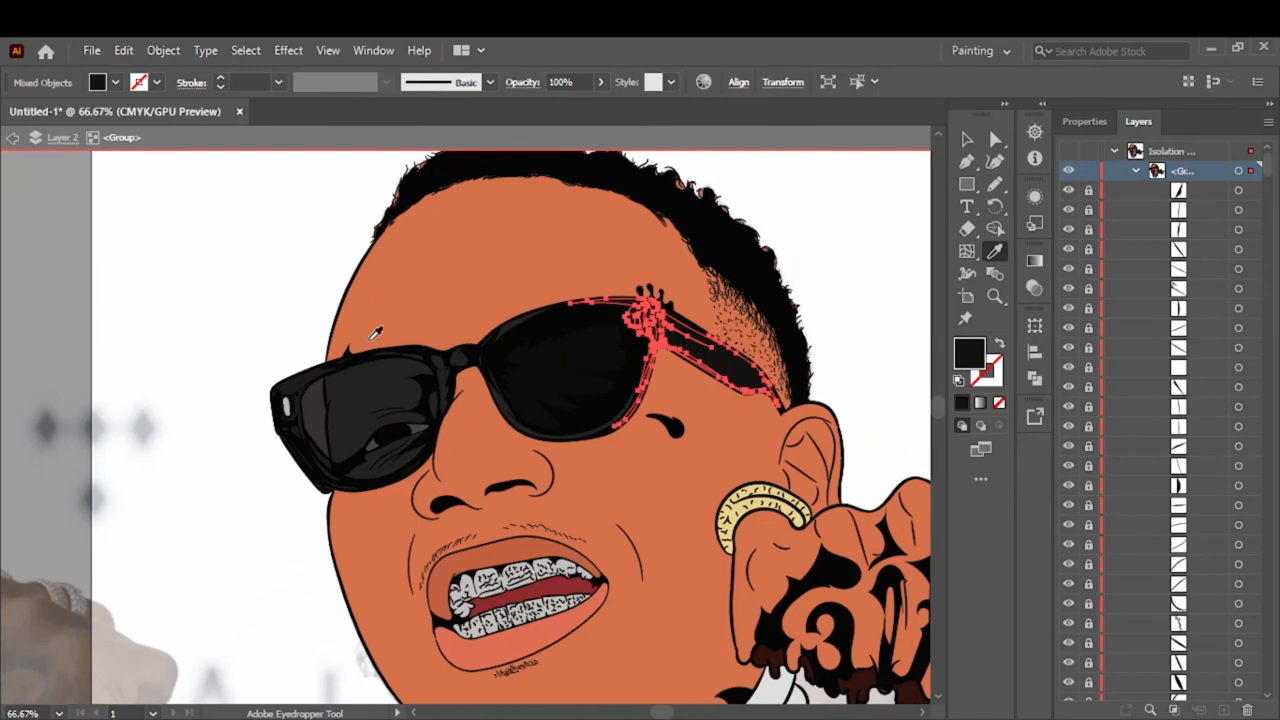 Ai File Edit Object Type Select Effect View Window Help Painting Search Adobe Stock
Mixed Objects Stroke: Basic Opacity: 100% Style: Align Transform
Untitled-1* @ 66.67% (CMYK/GPU Preview)
Layer 2 <Group>
Properties Layers
Isolation ...
<Gr...
66.67% 1 Adobe Eyedropper Tool